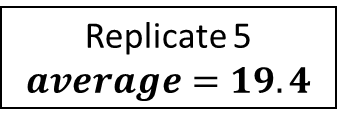 Replicate 5
average = 19.4